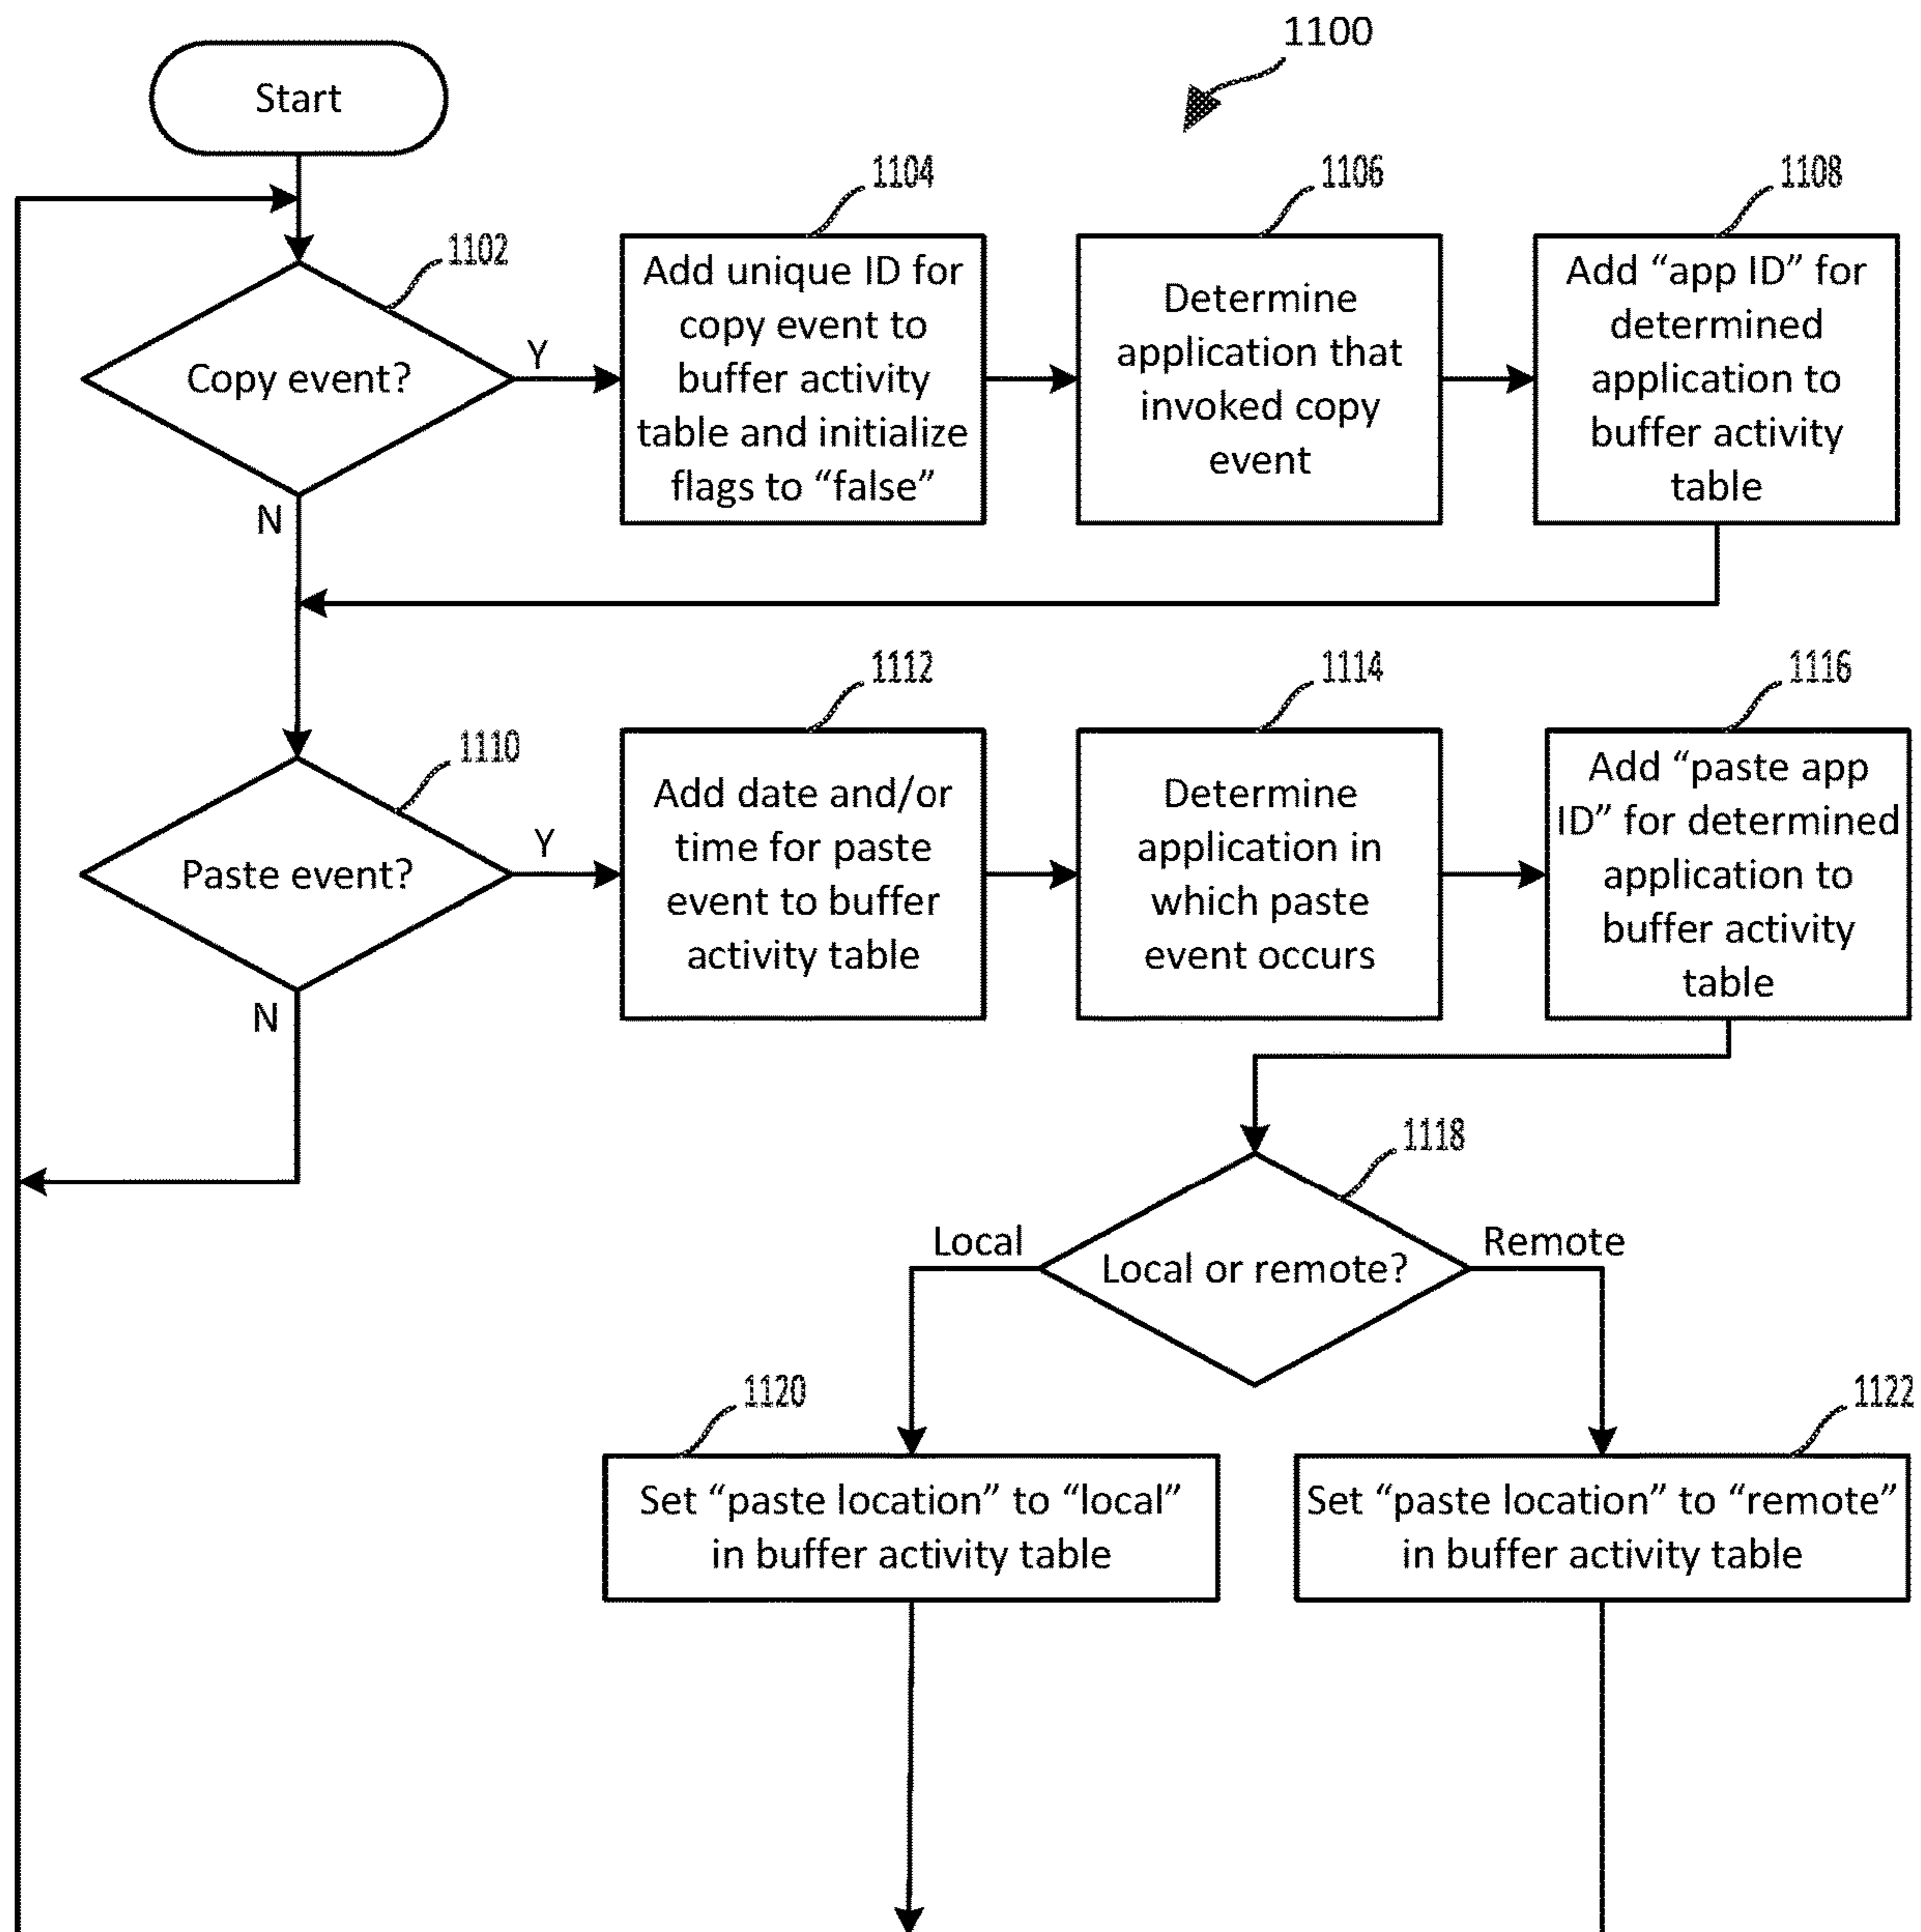 1100
Start
1104
1106
1108
1102
Copy event?
Y
N
Add unique ID for
copy event to
buffer activity
table and initialize
flags to “false”
Determine
application that
invoked copy
event
Add “app ID” for
determined
application to
buffer activity
table
1112
1114
1116
1110
Paste event?
Y
N
Add date and/or
time for paste
event to buffer
activity table
Determine
application in
which paste
event occurs
Add “paste app
ID” for determined
application to
buffer activity
table
1118
Local
Local or remote?
Remote
1120
1122
Set “paste location” to “local”
in buffer activity table
Set “paste location” to “remote”
in buffer activity table